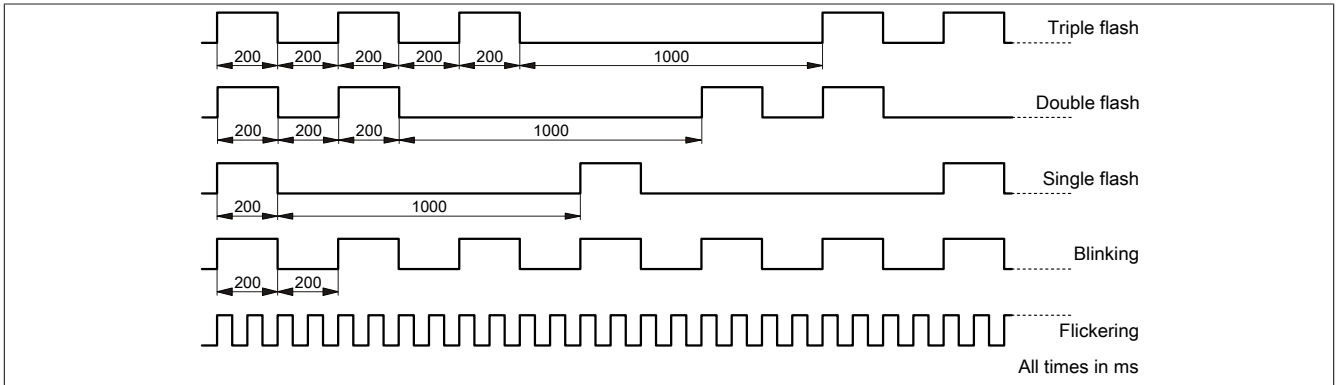 Triple flash
200 200 200 200 200 1000
Double flash
200 200 200 1000
Single flash
200 1000
Blinking
200 200
Flickering
All times in ms